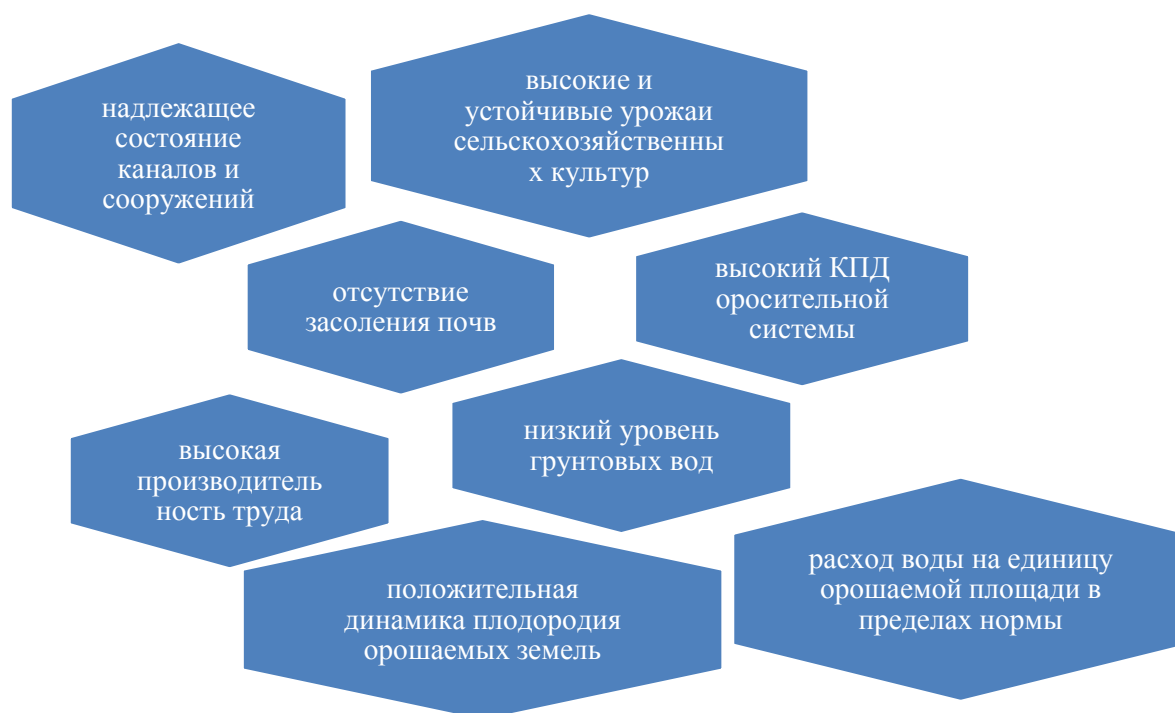 надлежащее
состояние
каналов и
сооружений
высокие и
устойчивые урожаи
сельскохозяйственны
х культур
отсутствие
засоления почв
высокий КПД
оросительной
системы
высокая
производитель
ность труда
низкий уровень
грунтовых вод
положительная
динамика плодородия
орошаемых земель
расход воды на единицу
орошаемой площади в
пределах нормы